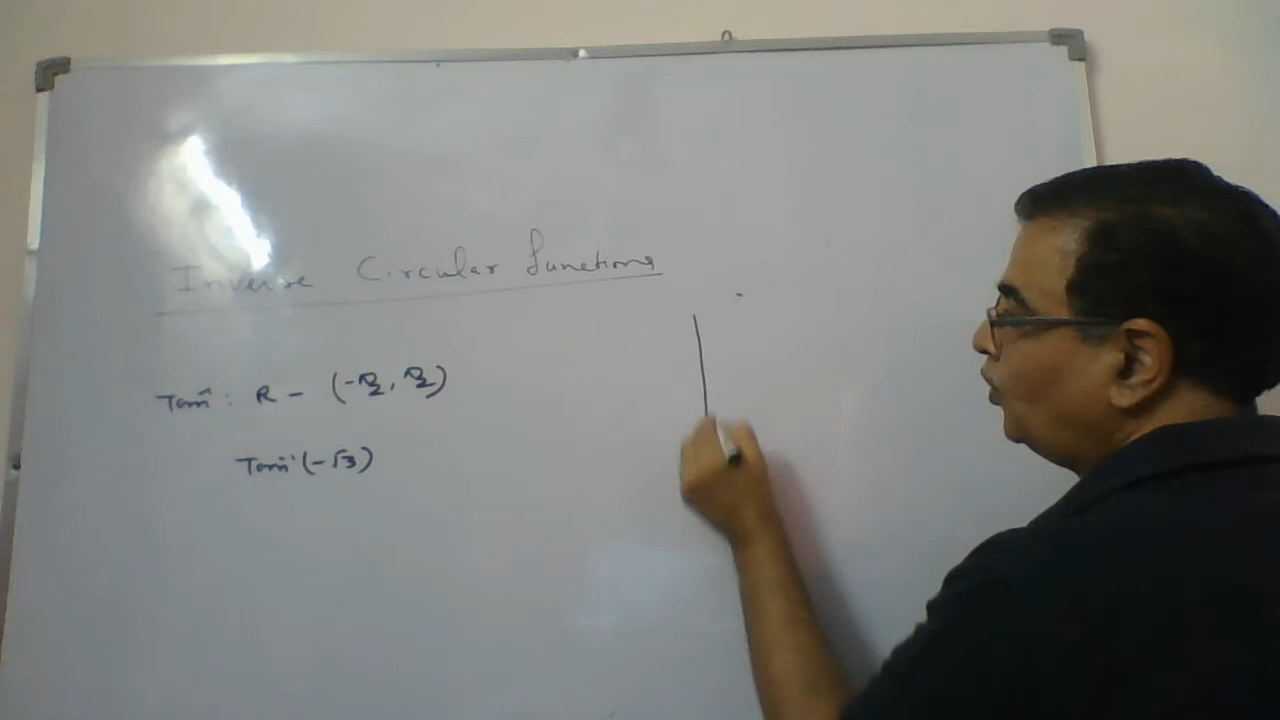 Inverse Circular functions
Tan⁻¹ : R – (-π/2, π/2)
Tan⁻¹ (-√3)